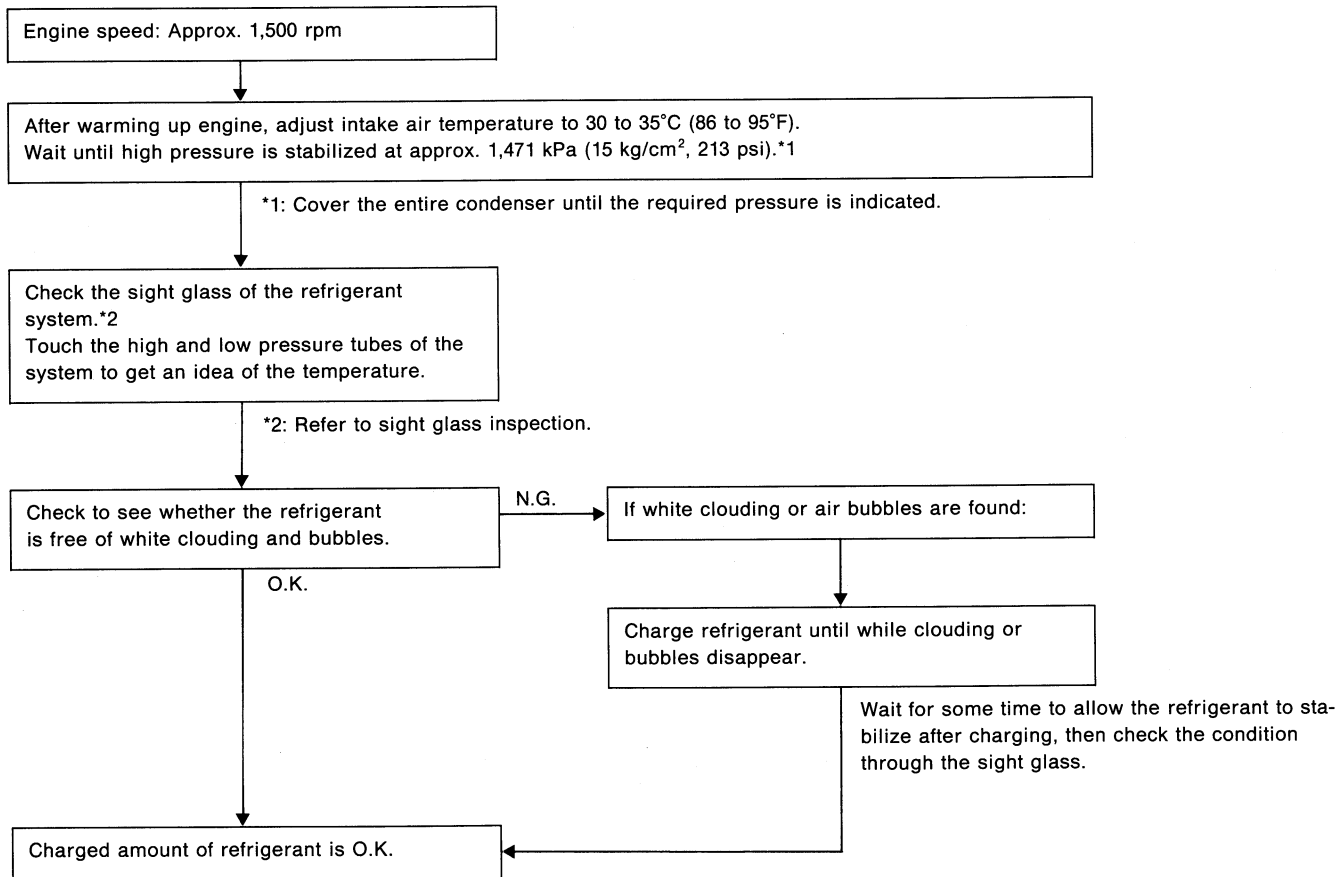 Engine speed: Approx. 1,500 rpm
After warming up engine, adjust intake air temperature to 30 to 35°C (86 to 95°F).
Wait until high pressure is stabilized at approx. 1,471 kPa (15 kg/cm², 213 psi).*1
*1: Cover the entire condenser until the required pressure is indicated.
Check the sight glass of the refrigerant
system.*2
Touch the high and low pressure tubes of the
system to get an idea of the temperature.
*2: Refer to sight glass inspection.
Check to see whether the refrigerant
is free of white clouding and bubbles.
N.G.
If white clouding or air bubbles are found:
O.K.
Charge refrigerant until while clouding or
bubbles disappear.
Wait for some time to allow the refrigerant to sta-
bilize after charging, then check the condition
through the sight glass.
Charged amount of refrigerant is O.K.